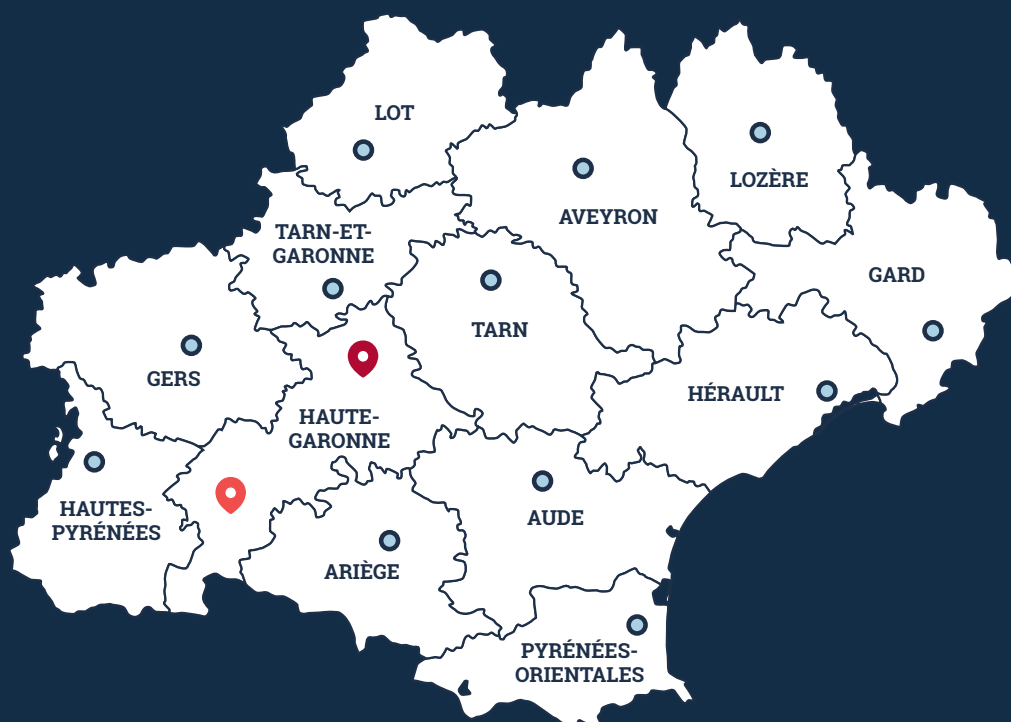 LOT
LOZÈRE
AVEYRON
TARN-ET-
GARONNE
GARD
TARN
GERS
HÉRAULT
HAUTE-
GARONNE
HAUTES-
PYRÉNÉES
AUDE
ARIÈGE
PYRÉNÉES-
ORIENTALES